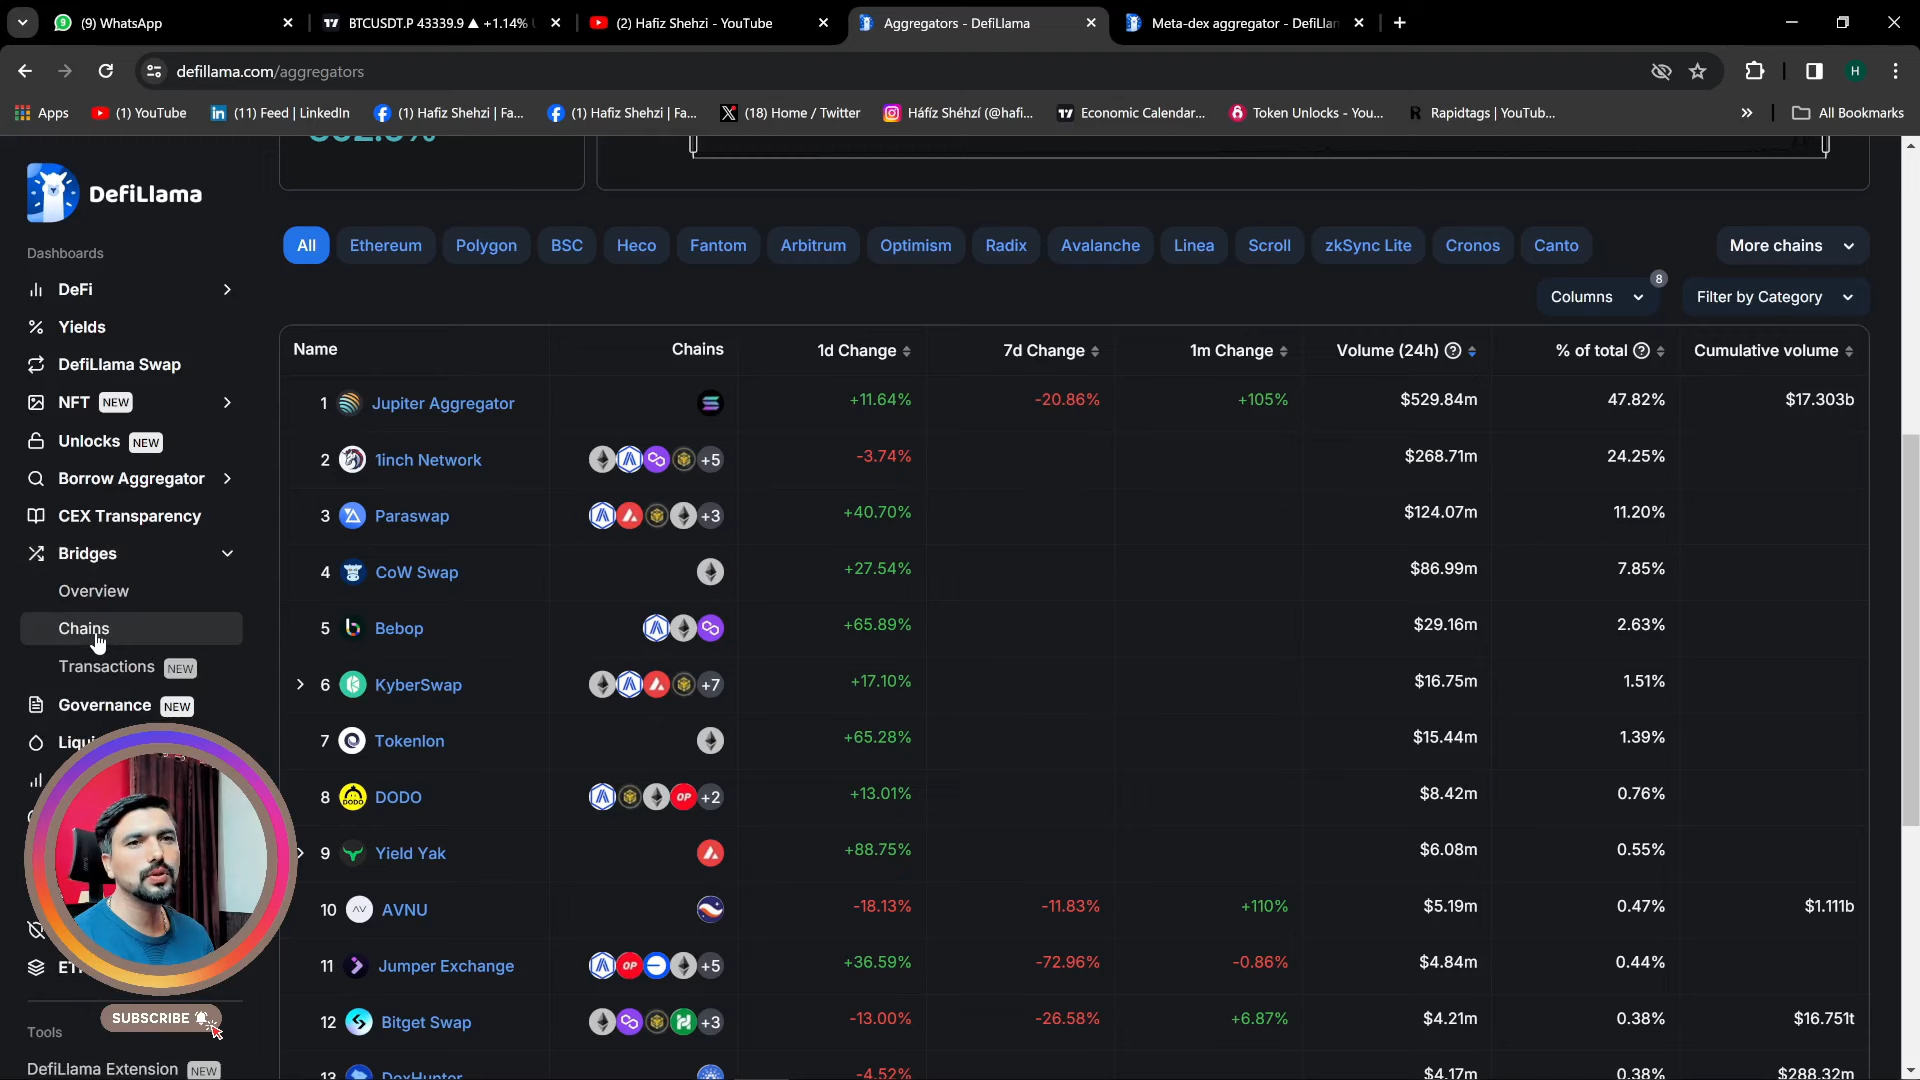 (9) WhatsApp
BTCUSDT.P 43339.9 ▲ +1.14%
(2) Hafiz Shehzi - YouTube
Aggregators - DefiLlama
Meta-dex aggregator - DefiLlar
defillama.com/aggregators
Apps
(1) YouTube
(11) Feed | LinkedIn
(1) Hafiz Shehzi | Fa...
(1) Hafiz Shehzi | Fa...
(18) Home / Twitter
Háfíz Shéhzí (@hafi...
Economic Calendar...
Token Unlocks - You...
Rapidtags | YouTub...
»
All Bookmarks
H
DefiLlama
Dashboards
DeFi
Yields
DefiLlama Swap
NFT NEW
Unlocks NEW
Borrow Aggregator
CEX Transparency
Bridges
Overview
Chains
Transactions NEW
Governance NEW
SUBSCRIBE
Tools
DefiLlama Extension NEW
All Ethereum Polygon BSC Heco Fantom Arbitrum Optimism Radix Avalanche Linea Scroll zkSync Lite Cronos Canto More chains
Columns 8 Filter by Category
Name Chains 1d Change 7d Change 1m Change Volume (24h) % of total Cumulative volume
1 Jupiter Aggregator +11.64% -20.86% +105% $529.84m 47.82% $17.303b
2 1inch Network +5 -3.74% $268.71m 24.25%
3 Paraswap +3 +40.70% $124.07m 11.20%
4 CoW Swap +27.54% $86.99m 7.85%
5 Bebop +65.89% $29.16m 2.63%
6 KyberSwap +7 +17.10% $16.75m 1.51%
7 Tokenlon +65.28% $15.44m 1.39%
8 DODO OP +2 +13.01% $8.42m 0.76%
9 Yield Yak +88.75% $6.08m 0.55%
10 AVNU -18.13% -11.83% +110% $5.19m 0.47% $1.111b
11 Jumper Exchange OP +5 +36.59% -72.96% -0.86% $4.84m 0.44%
12 Bitget Swap +3 -13.00% -26.58% +6.87% $4.21m 0.38% $16.751t
13 DexHunter -4.52% $4.17m 0.38% $288.32m